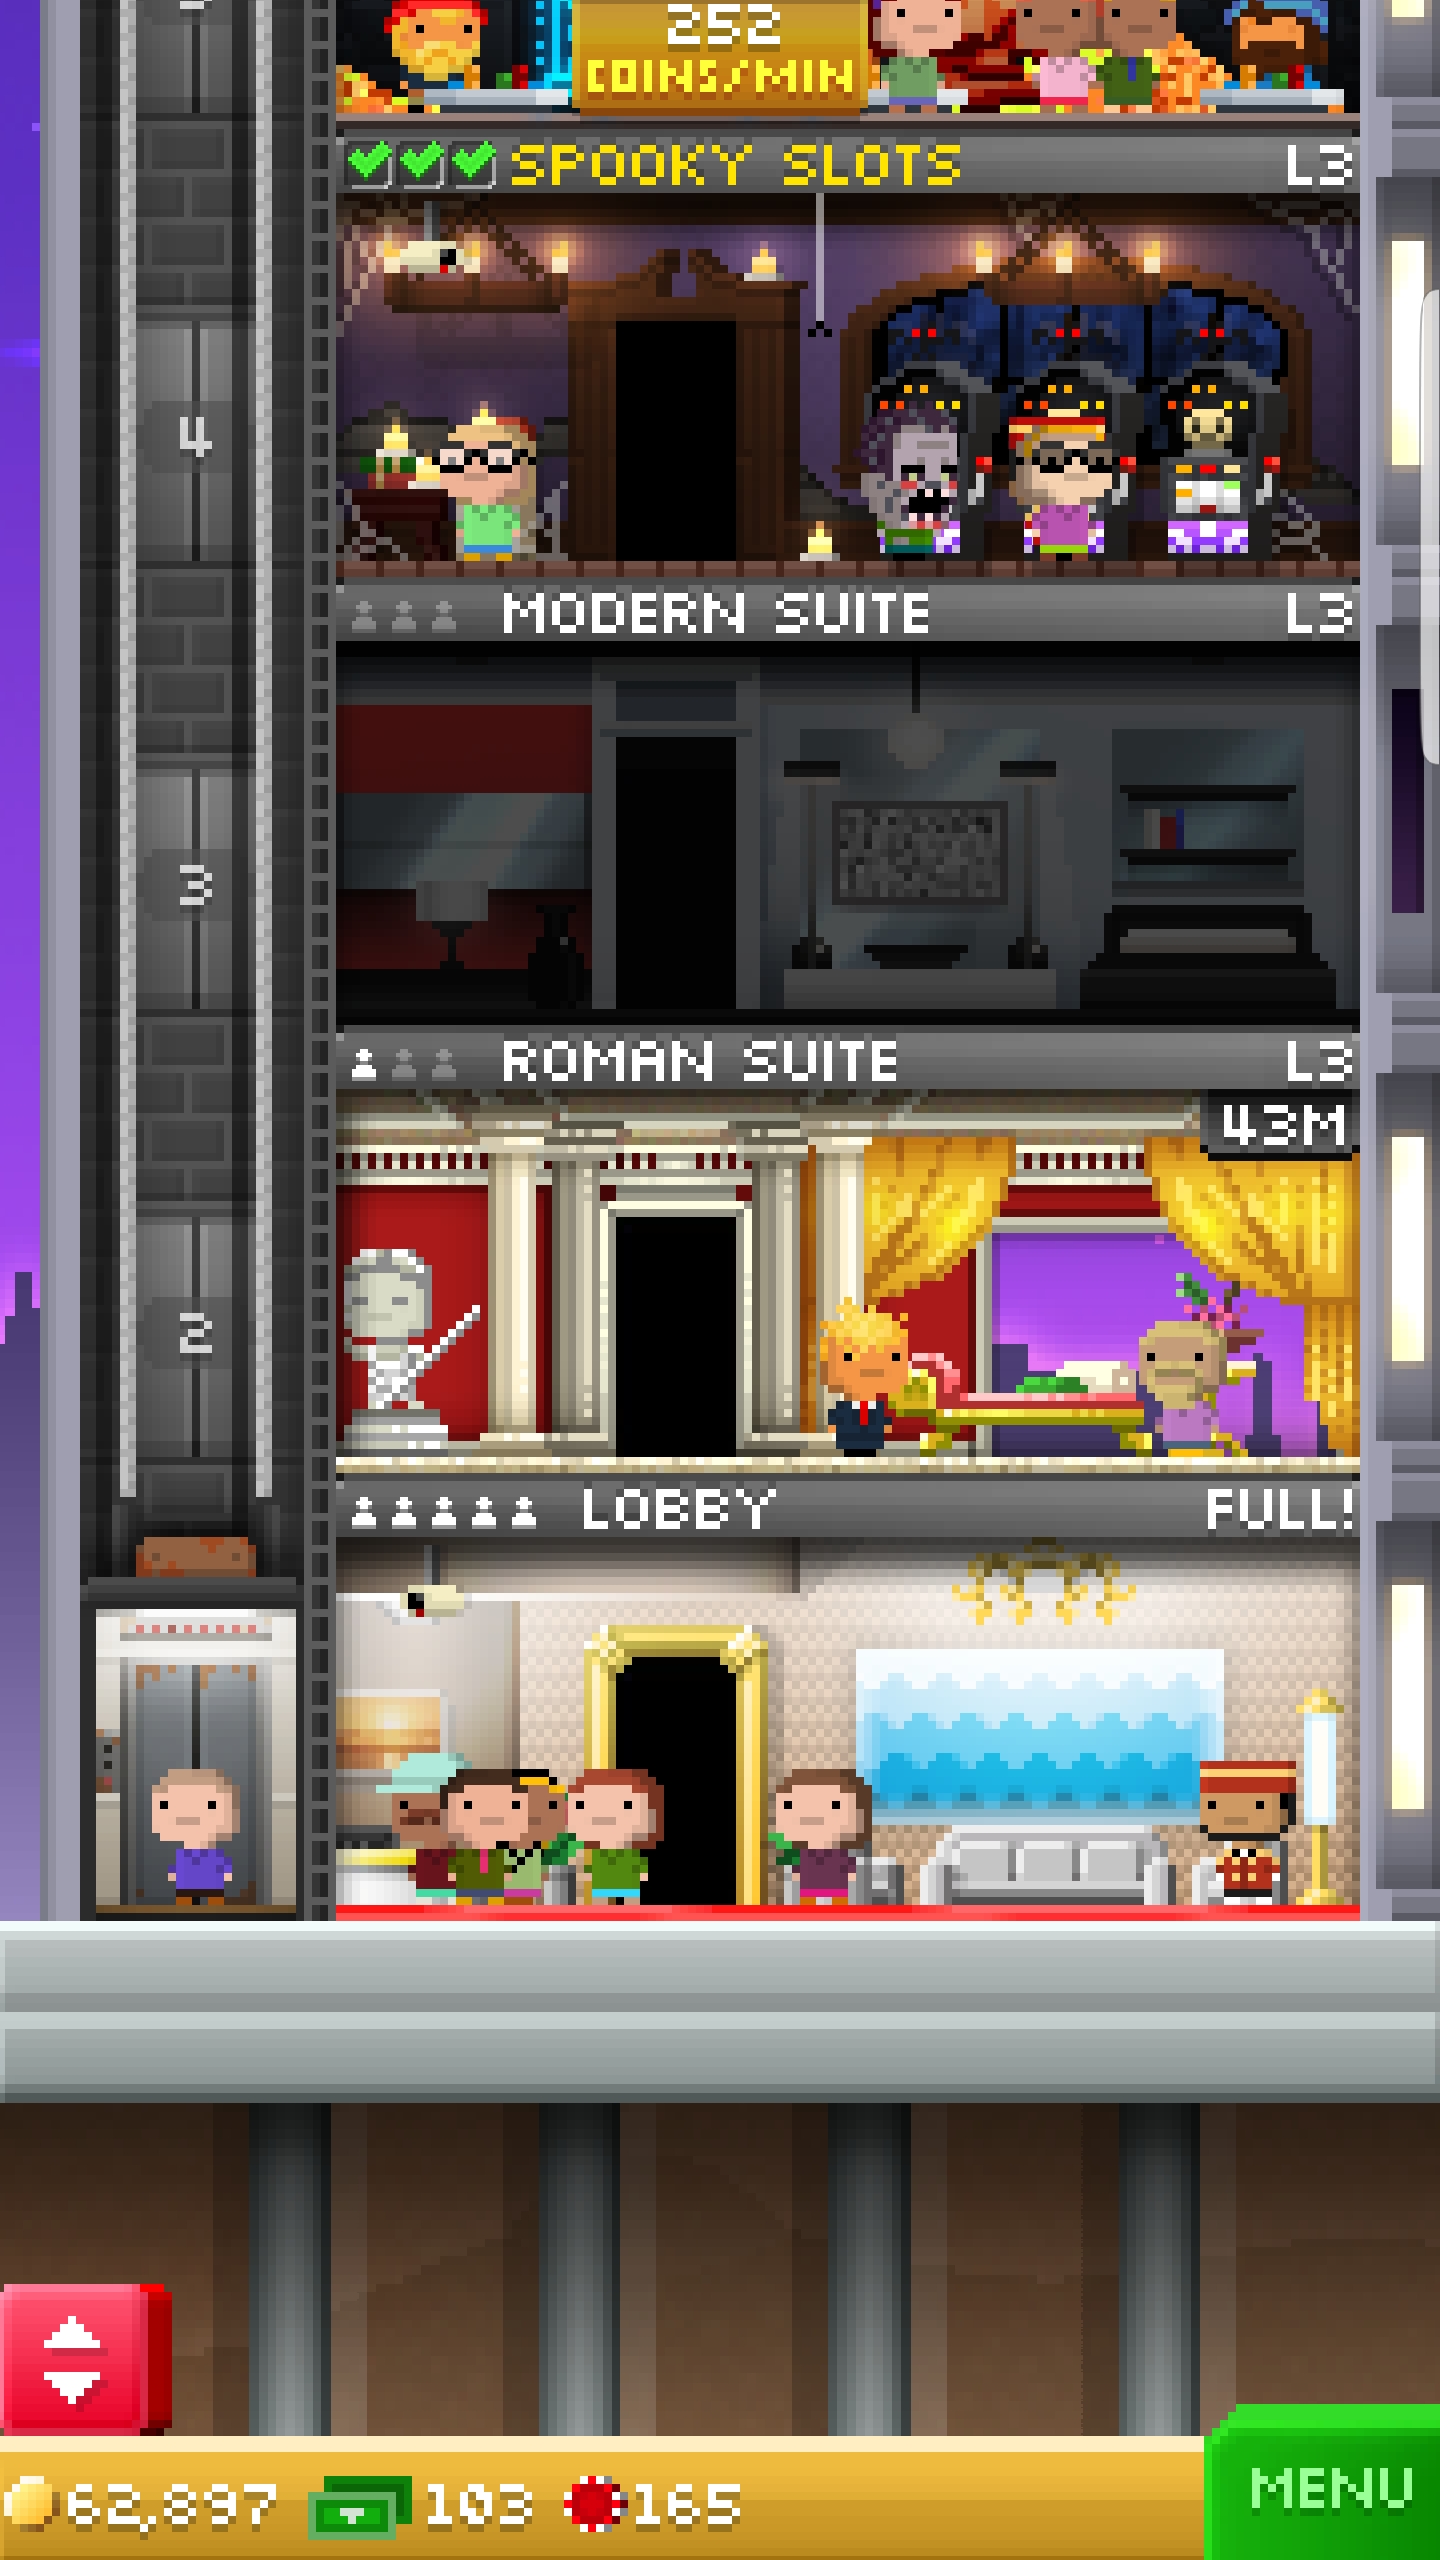 252
COINS/MIN
SPOOKY SLOTS L3
4
MODERN SUITE L3
3
ROMAN SUITE L3
43M
2
LOBBY FULL!
62,897 103 165
MENU